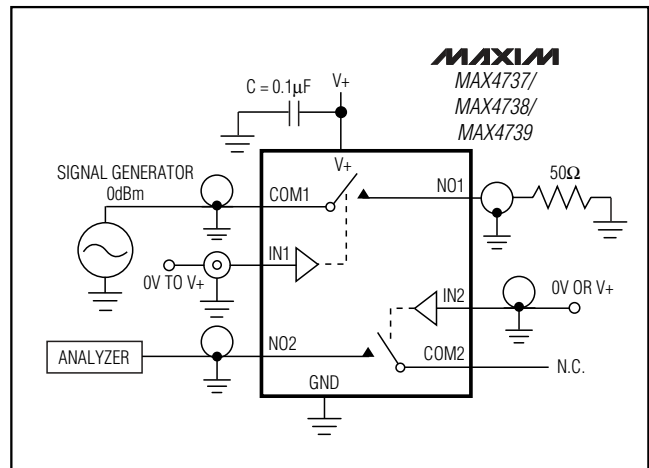 MAXIM
MAX4737/
MAX4738/
MAX4739
V+
C = 0.1μF
V+
SIGNAL GENERATOR
0dBm
COM1
NO1
50Ω
IN1
0V TO V+
IN2
0V OR V+
ANALYZER
NO2
COM2
N.C.
GND